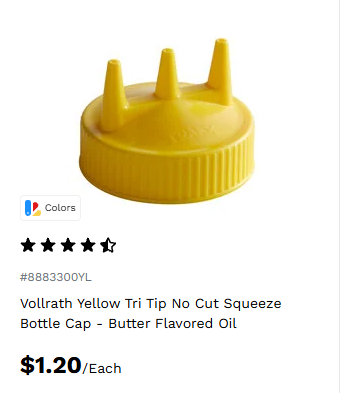 Colors
#8883300YL
Vollrath Yellow Tri Tip No Cut Squeeze
Bottle Cap - Butter Flavored Oil
$1.20/Each